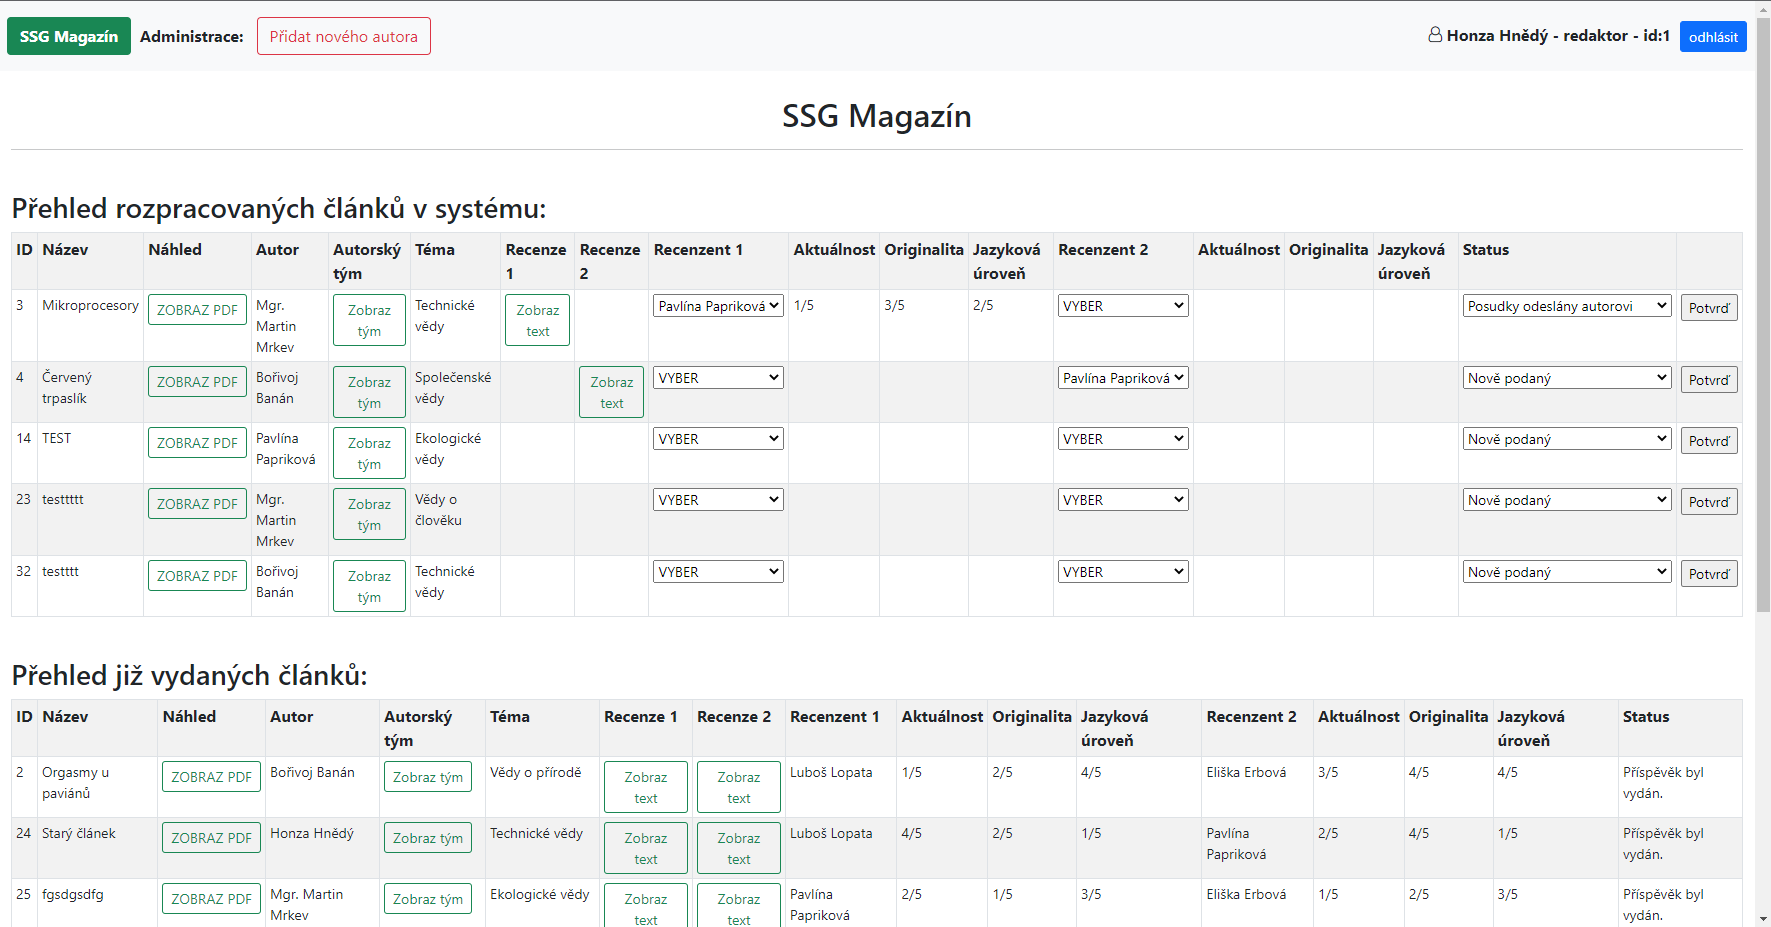 SSG Magazín Administrace: Přidat nového autora Honza Hnědý - redaktor - id:1 odhlásit
SSG Magazín
Přehled rozpracovaných článků v systému:
ID Název Náhled Autor Autorský tým Téma Recenze 1 Recenze 2 Recenzent 1 Aktuálnost Originalita Jazyková úroveň Recenzent 2 Aktuálnost Originalita Jazyková úroveň Status
3 Mikroprocesory ZOBRAZ PDF Mgr. Martin Mrkev Zobraz tým Technické vědy Zobraz text Pavlína Papriková 1/5 3/5 2/5 VYBER Posudky odeslány autorovi Potvrď
4 Červený trpaslík ZOBRAZ PDF Bořivoj Banán Zobraz tým Společenské vědy Zobraz text VYBER Pavlína Papriková Nově podaný Potvrď
14 TEST ZOBRAZ PDF Pavlína Papriková Zobraz tým Ekologické vědy VYBER VYBER Nově podaný Potvrď
23 testtttt ZOBRAZ PDF Mgr. Martin Mrkev Zobraz tým Vědy o člověku VYBER VYBER Nově podaný Potvrď
32 testttt ZOBRAZ PDF Bořivoj Banán Zobraz tým Technické vědy VYBER VYBER Nově podaný Potvrď
Přehled již vydaných článků:
ID Název Náhled Autor Autorský tým Téma Recenze 1 Recenze 2 Recenzent 1 Aktuálnost Originalita Jazyková úroveň Recenzent 2 Aktuálnost Originalita Jazyková úroveň Status
2 Orgasmy u paviánů ZOBRAZ PDF Bořivoj Banán Zobraz tým Vědy o přírodě Zobraz text Zobraz text Luboš Lopata 1/5 2/5 4/5 Eliška Erbová 3/5 4/5 4/5 Příspěvěk byl vydán.
24 Starý článek ZOBRAZ PDF Honza Hnědý Zobraz tým Technické vědy Zobraz text Zobraz text Luboš Lopata 4/5 2/5 1/5 Pavlína Papriková 2/5 4/5 1/5 Příspěvěk byl vydán.
25 fgsdgsdfg ZOBRAZ PDF Mgr. Martin Mrkev Zobraz tým Ekologické vědy Zobraz text Zobraz text Pavlína Papriková 2/5 1/5 3/5 Eliška Erbová 1/5 2/5 3/5 Příspěvěk byl vydán.